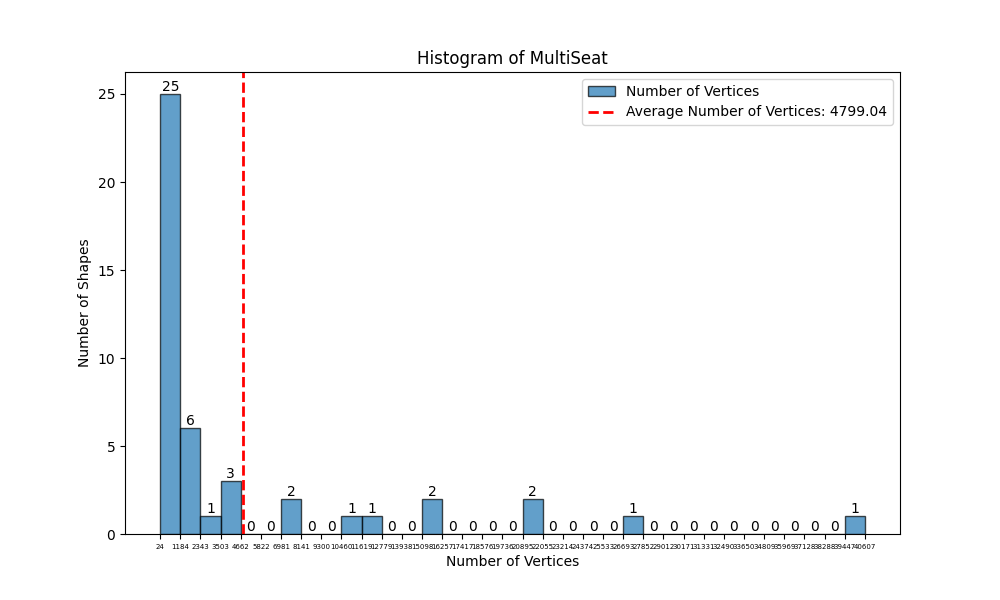 Histogram of MultiSeat
Number of Vertices
Average Number of Vertices: 4799.04
Number of Shapes
25
20
15
10
5
0
25 6 1 3 0 0 2 0 0 1 1 0 0 2 0 0 0 0 2 0 0 0 0 1 0 0 0 0 0 0 0 0 0 0 1
24 1184 2343 3503 4662 5822 6981 8141 9300 10460 11619 12779 13938 15098 16257 17417 18576 19736 20895 22055 23214 24374 25533 26693 27852 29012 30171 31331 32490 33650 34809 35969 37128 38288 39447 40607
Number of Vertices